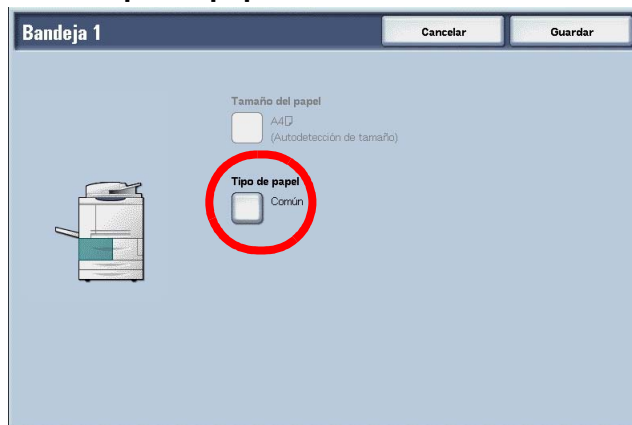 Bandeja 1
Cancelar
Guardar
Tamaño del papel
A4
(Autodetección de tamaño)
Tipo de papel
Común